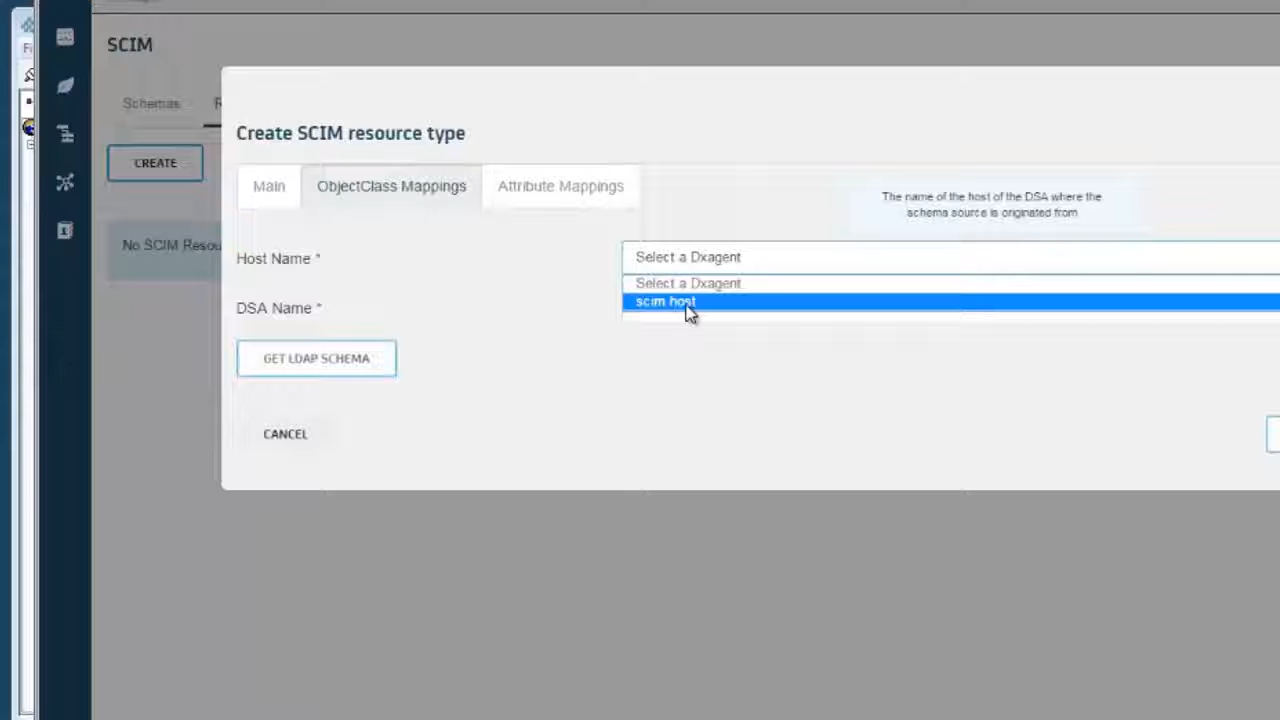 SCIM
Schemas
R
CREATE
No SCIM Resou
Create SCIM resource type
Main
ObjectClass Mappings
Attribute Mappings
The name of the host of the DSA where the
schema source is originated from
Host Name *
Select a Dxagent
Select a Dxagent
scim host
DSA Name *
GET LDAP SCHEMA
CANCEL